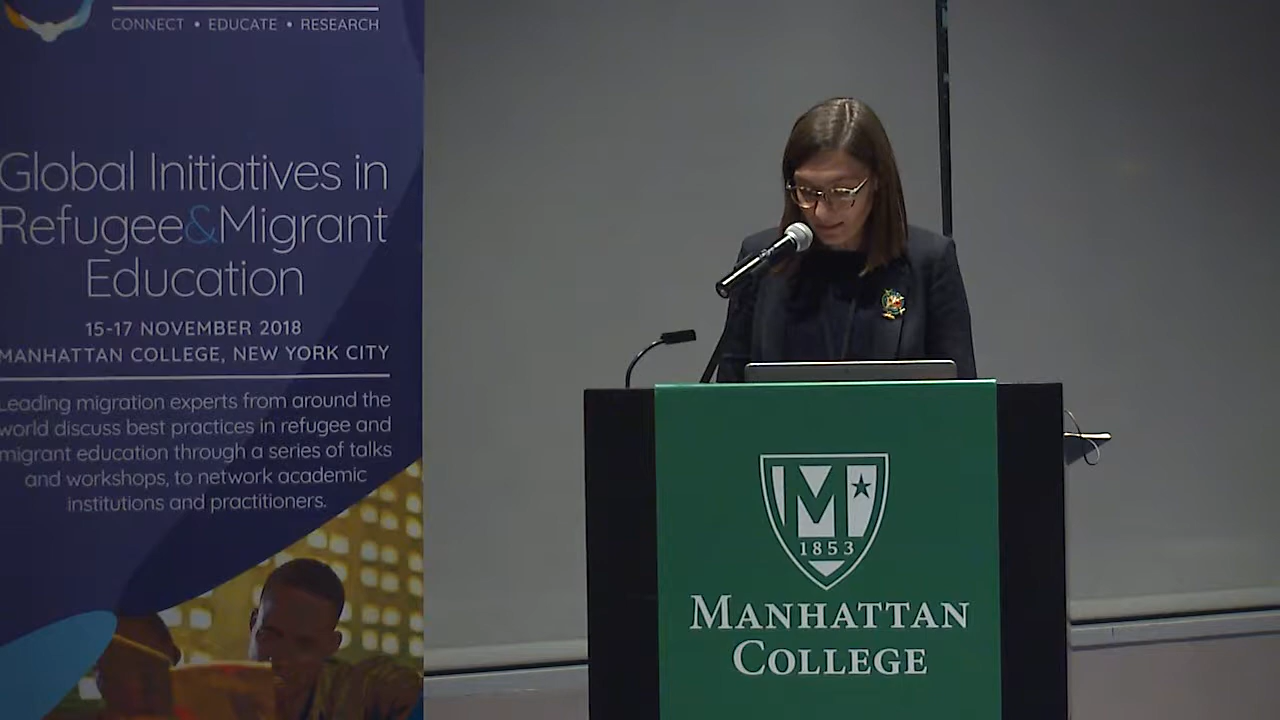 CONNECT • EDUCATE • RESEARCH
Global Initiatives in
Refugee&Migrant
Education
15-17 NOVEMBER 2018
MANHATTAN COLLEGE, NEW YORK CITY
Leading migration experts from around the
world discuss best practices in refugee and
migrant education through a series of talks
and workshops, to network academic
institutions and practitioners.
M
1853
MANHATTAN
COLLEGE